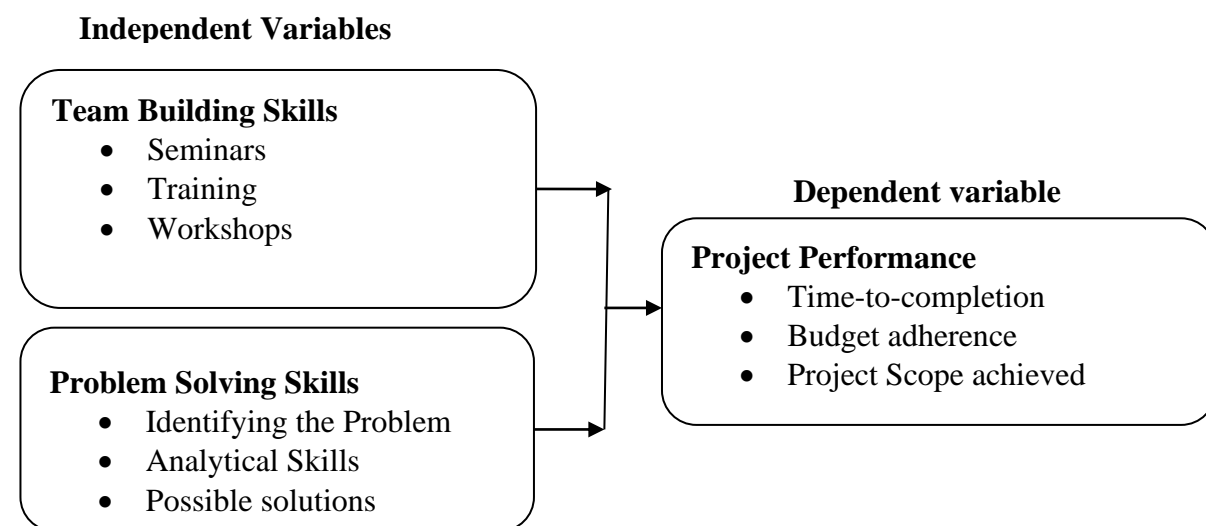 Independent Variables
Team Building Skills
• Seminars
• Training
• Workshops
Problem Solving Skills
• Identifying the Problem
• Analytical Skills
• Possible solutions
Dependent variable
Project Performance
• Time-to-completion
• Budget adherence
• Project Scope achieved